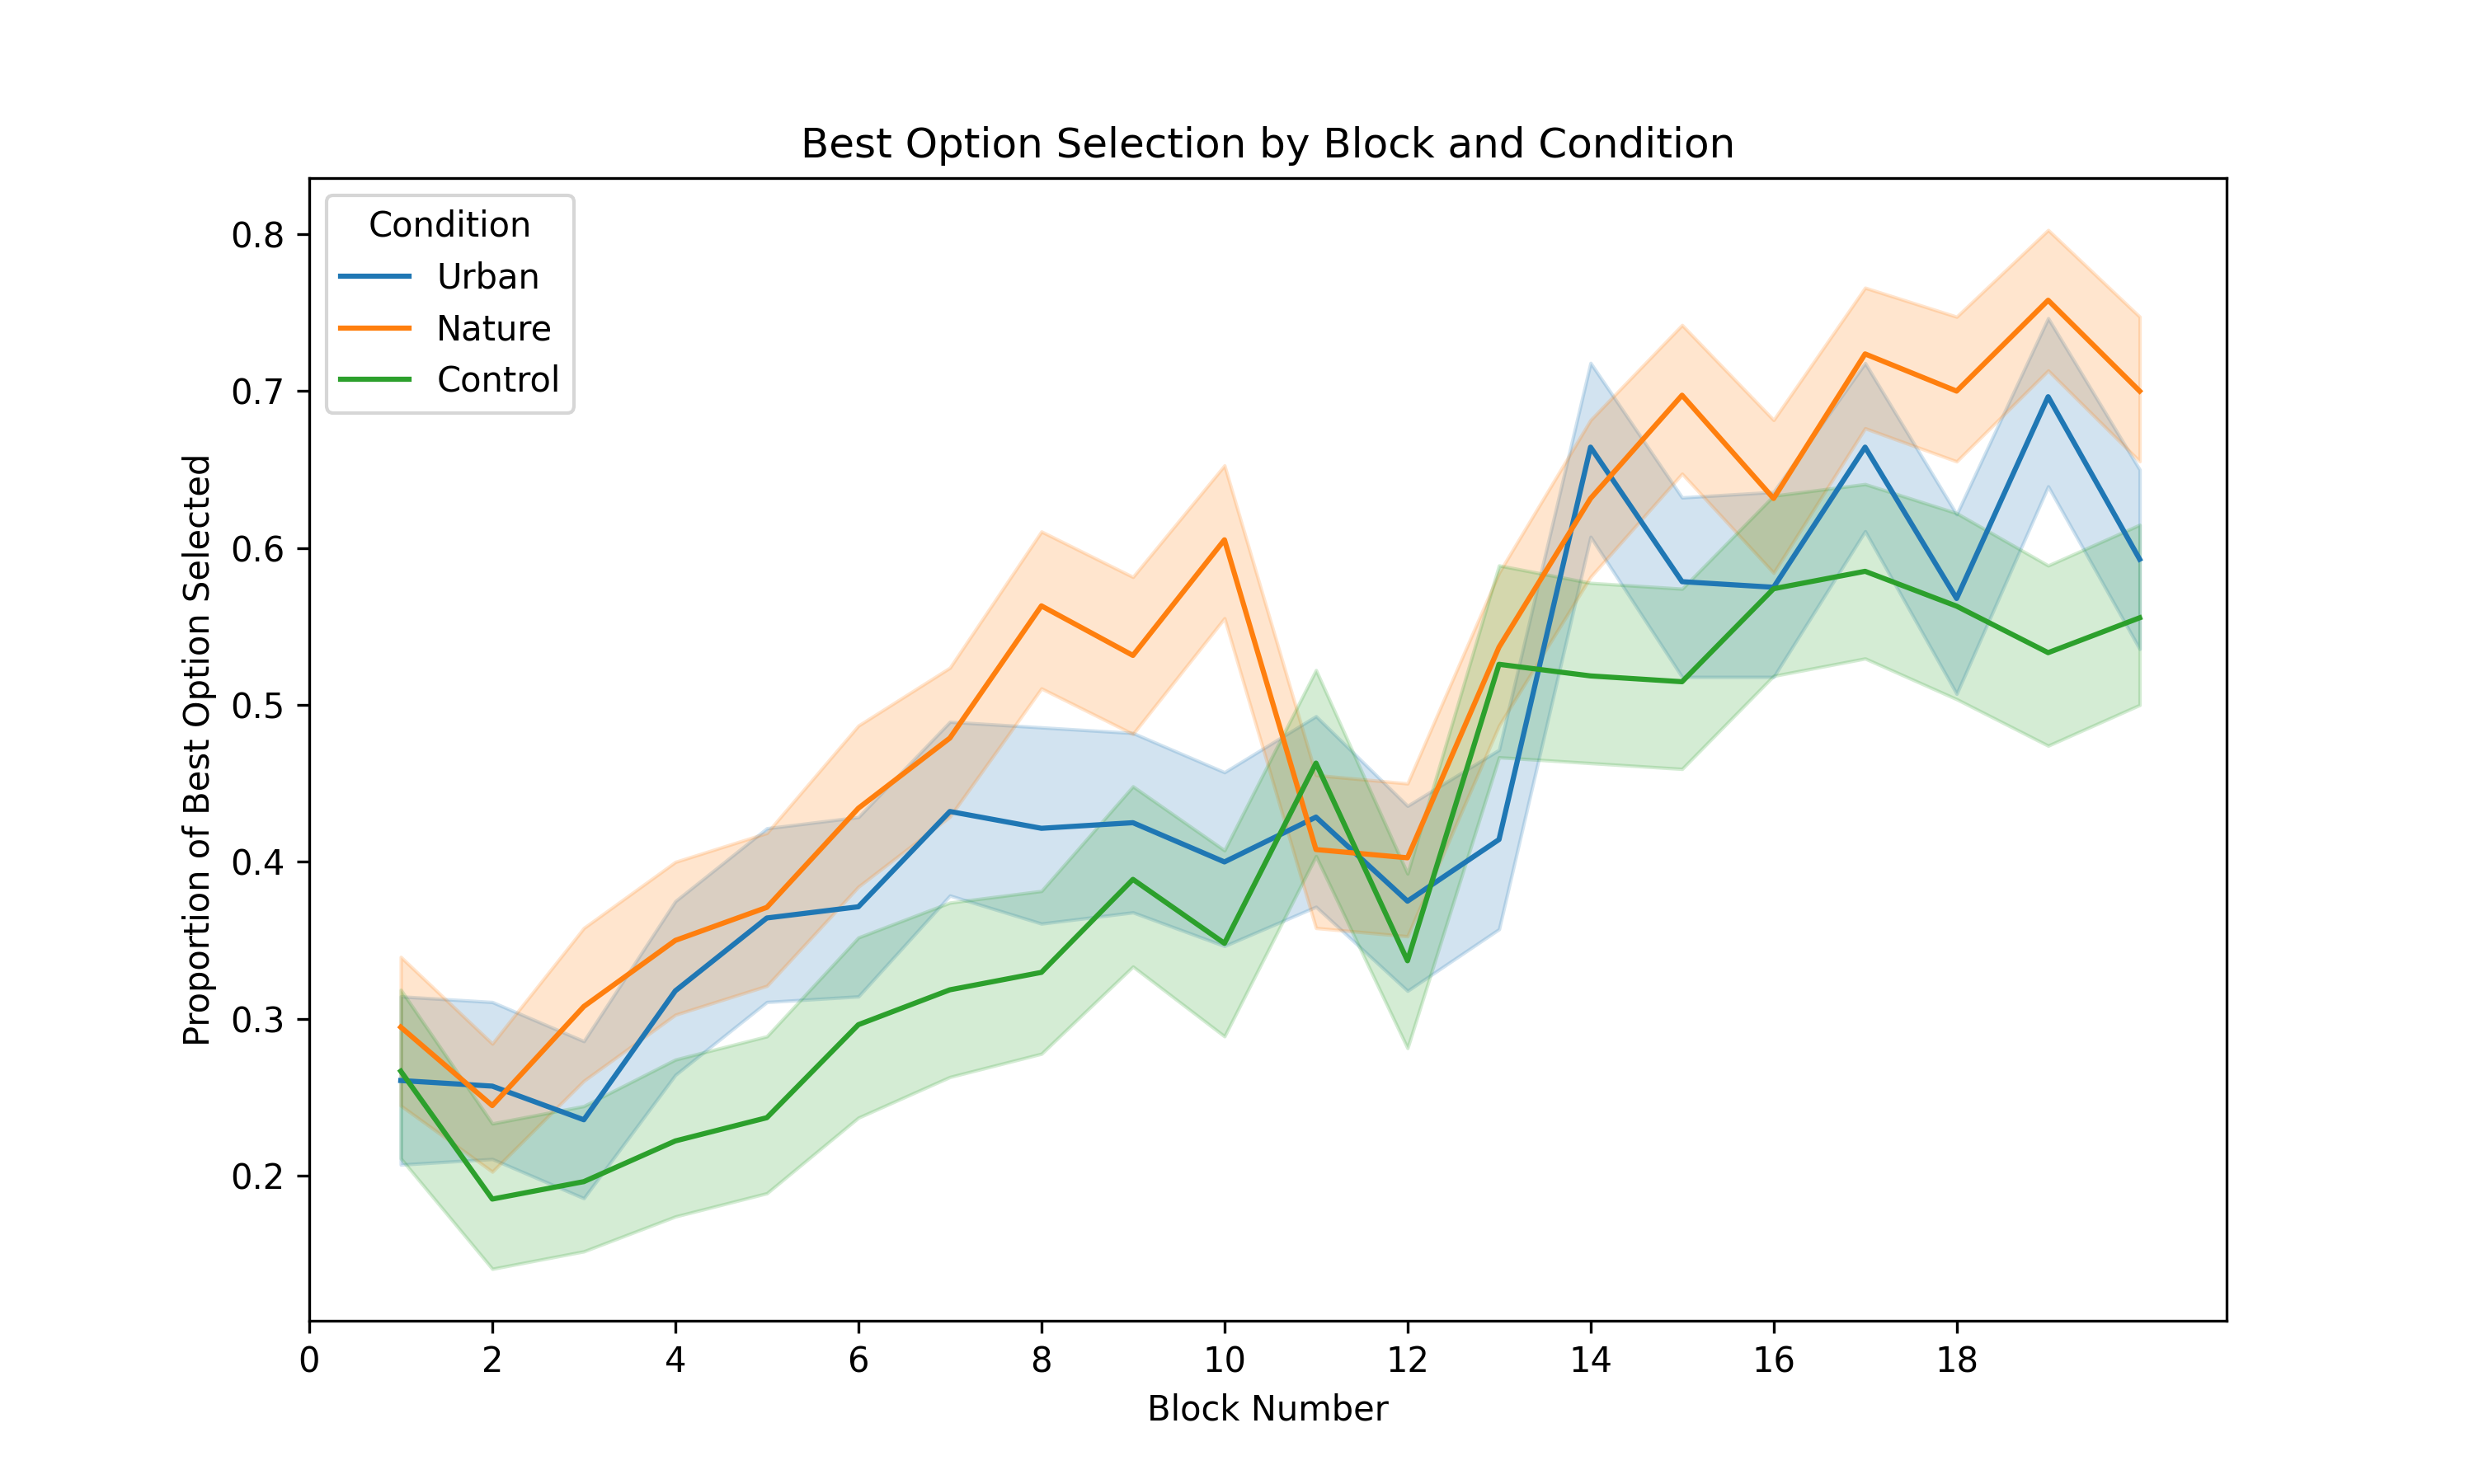 Best Option Selection by Block and Condition
Condition
Urban
Nature
Control
Proportion of Best Option Selected
0.8
0.7
0.6
0.5
0.4
0.3
0.2
0 2 4 6 8 10 12 14 16 18
Block Number